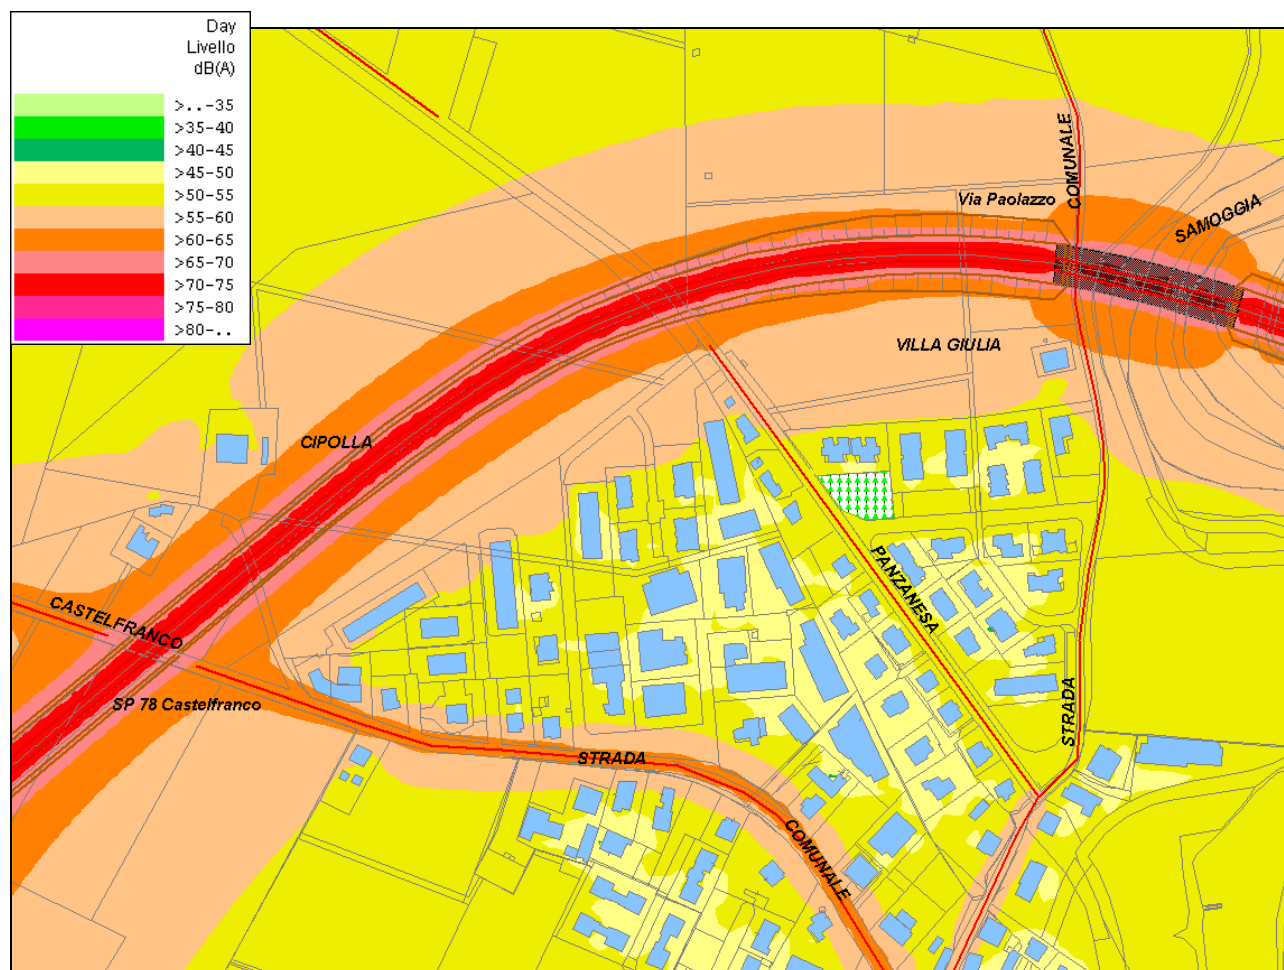 Day
Livello
dB(A)
>..-35
>35-40
>40-45
>45-50
>50-55
>55-60
>60-65
>65-70
>70-75
>75-80
>80-..
COMUNALE
Via Paolazzo
SAMOGGIA
VILLA GIULIA
CIPOLLA
PANZANESA
CASTELFRANCO
SP 78 Castelfranco
STRADA
STRADA
COMUNALE